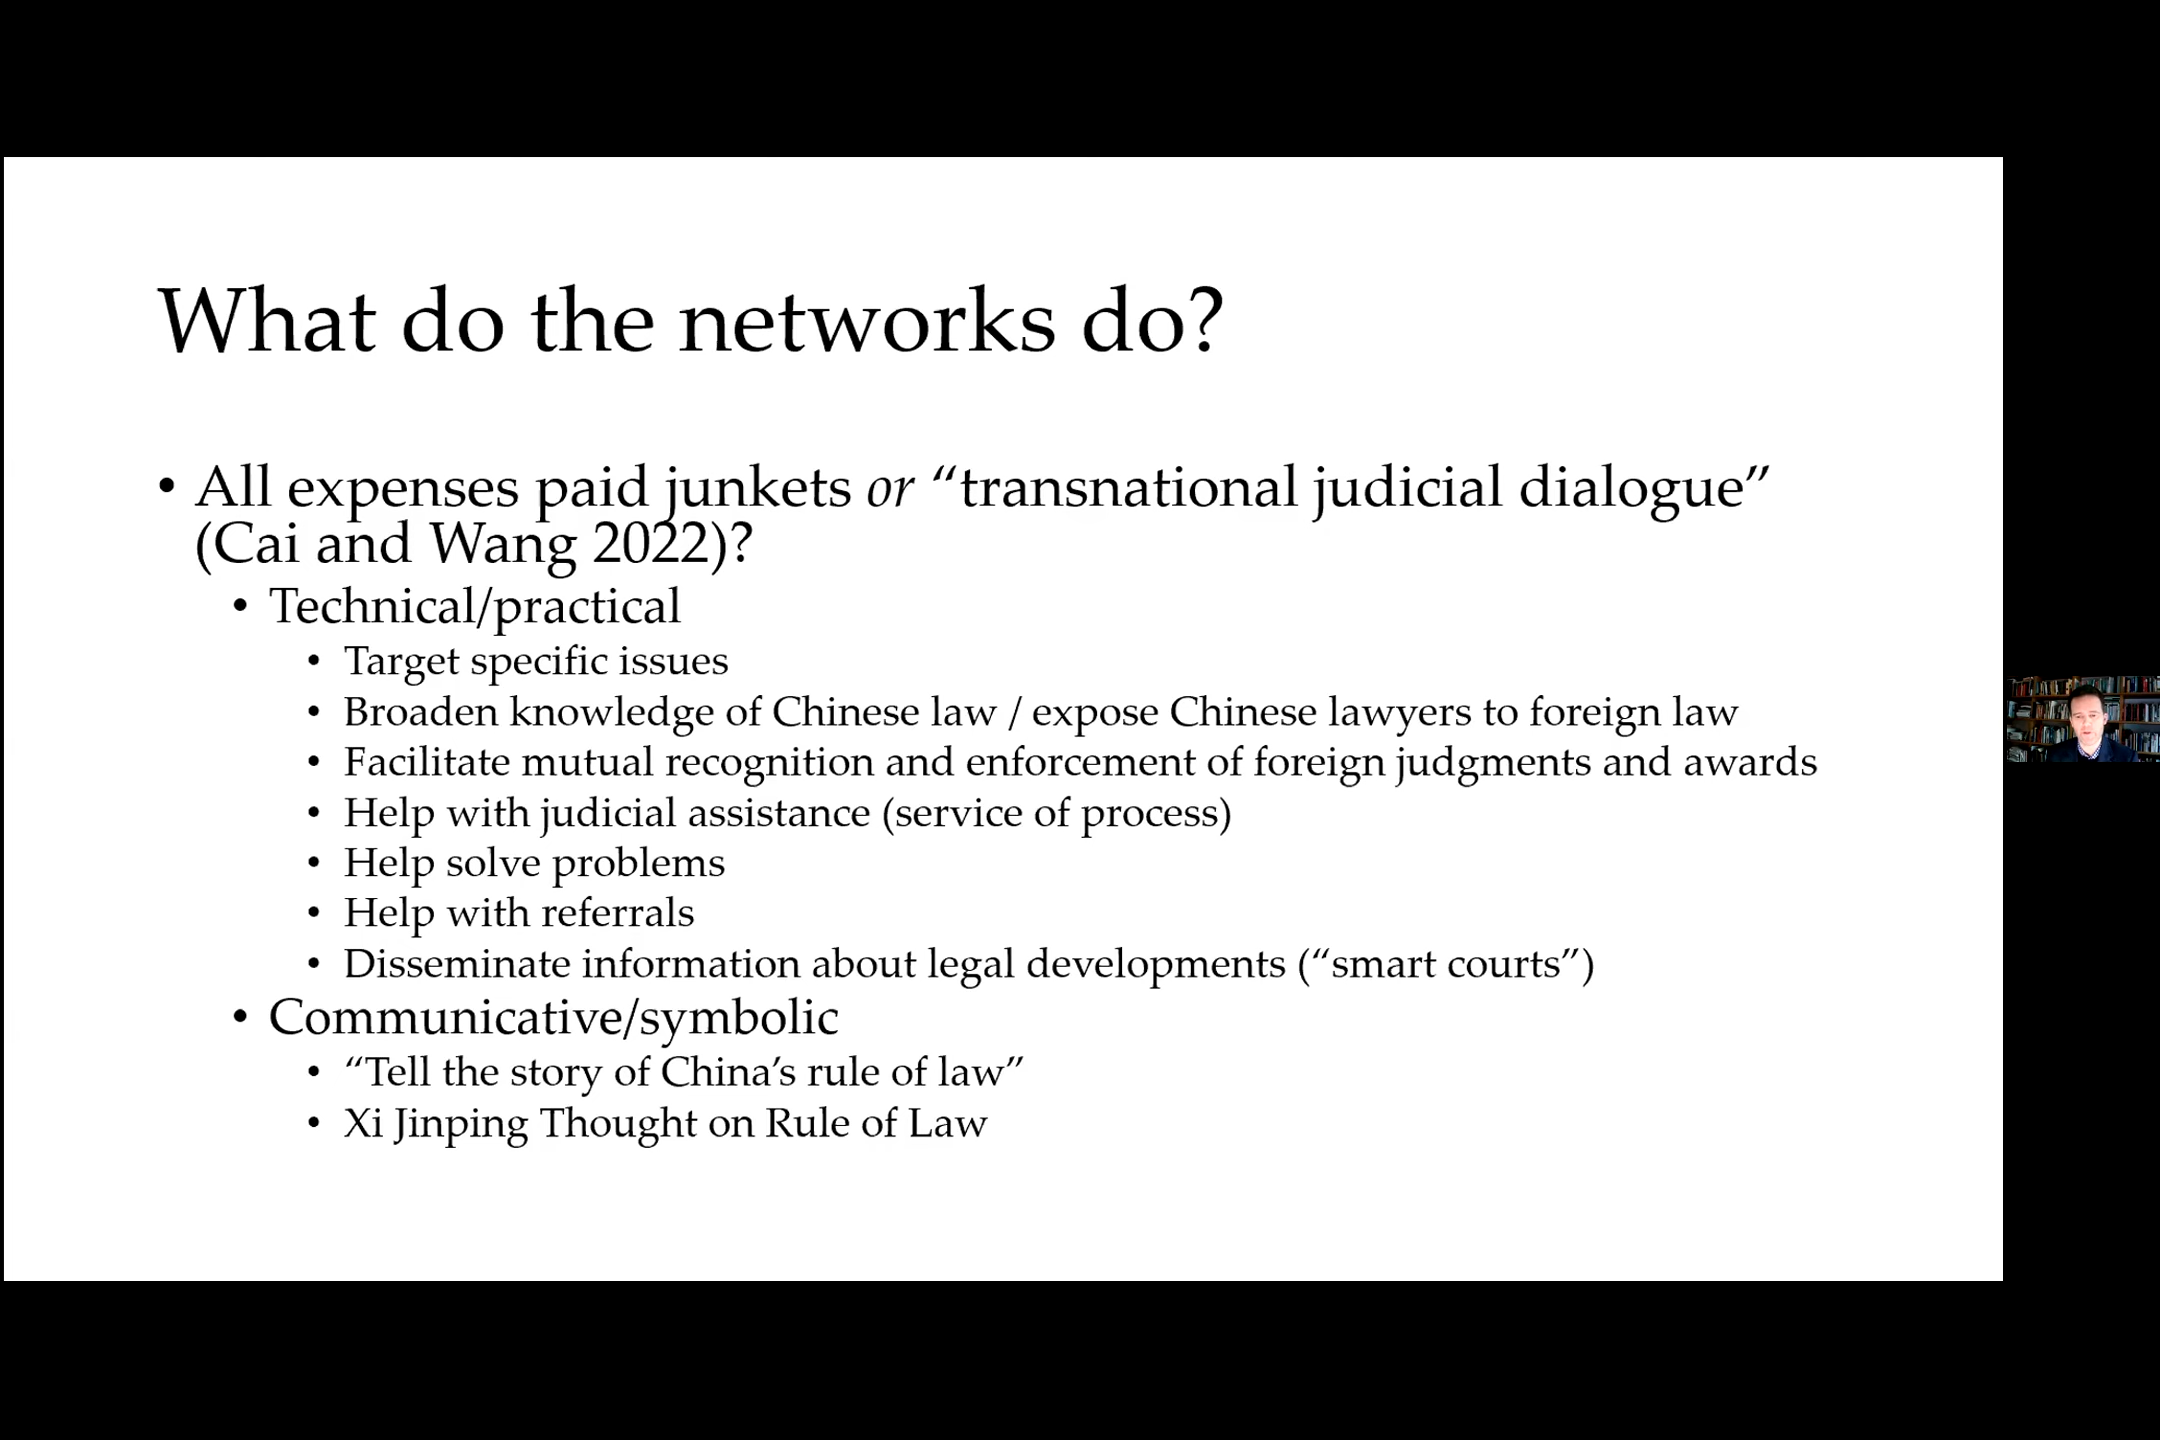 What do the networks do?
• All expenses paid junkets or “transnational judicial dialogue”
(Cai and Wang 2022)?
• Technical/practical
• Target specific issues
• Broaden knowledge of Chinese law / expose Chinese lawyers to foreign law
• Facilitate mutual recognition and enforcement of foreign judgments and awards
• Help with judicial assistance (service of process)
• Help solve problems
• Help with referrals
• Disseminate information about legal developments (“smart courts”)
• Communicative/symbolic
• “Tell the story of China’s rule of law”
• Xi Jinping Thought on Rule of Law